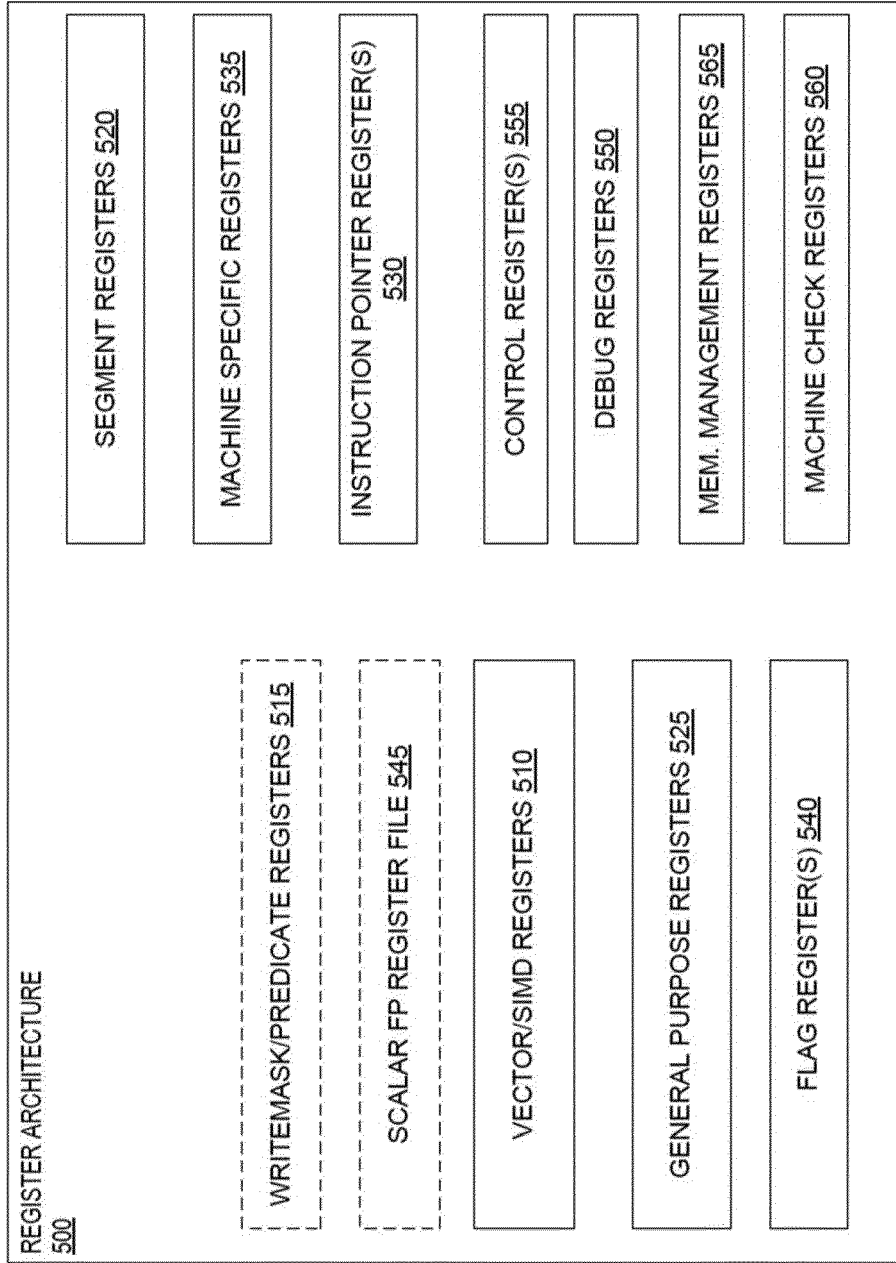 REGISTER ARCHITECTURE
500
WRITEMASK/PREDICATE REGISTERS 515
SCALAR FP REGISTER FILE 545
VECTOR/SIMD REGISTERS 510
GENERAL PURPOSE REGISTERS 525
FLAG REGISTER(S) 540
SEGMENT REGISTERS 520
MACHINE SPECIFIC REGISTERS 535
INSTRUCTION POINTER REGISTER(S)
530
CONTROL REGISTER(S) 555
DEBUG REGISTERS 550
MEM. MANAGEMENT REGISTERS 565
MACHINE CHECK REGISTERS 560